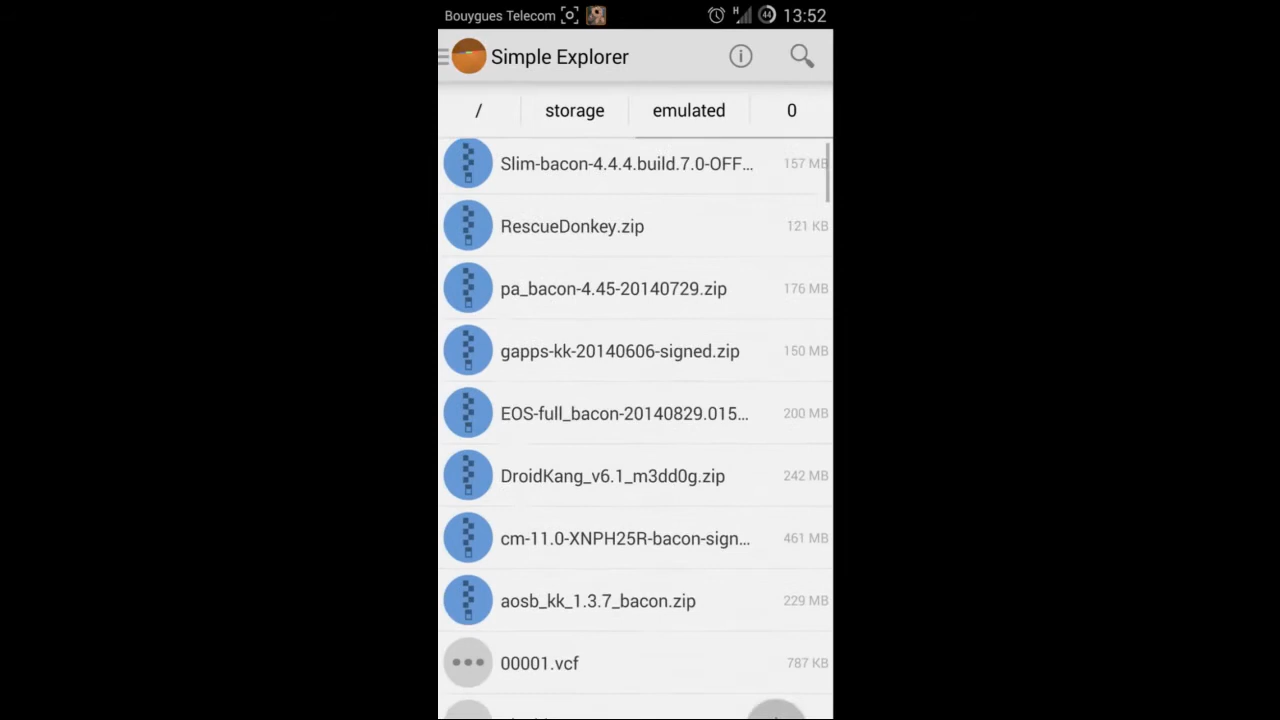 Bouygues Telecom H 44 13:52
Simple Explorer
/ storage emulated 0
Slim-bacon-4.4.4.build.7.0-OFF... 157 MB
RescueDonkey.zip 121 KB
pa_bacon-4.45-20140729.zip 176 MB
gapps-kk-20140606-signed.zip 150 MB
EOS-full_bacon-20140829.015... 200 MB
DroidKang_v6.1_m3dd0g.zip 242 MB
cm-11.0-XNPH25R-bacon-sign... 461 MB
aosb_kk_1.3.7_bacon.zip 229 MB
00001.vcf 787 KB